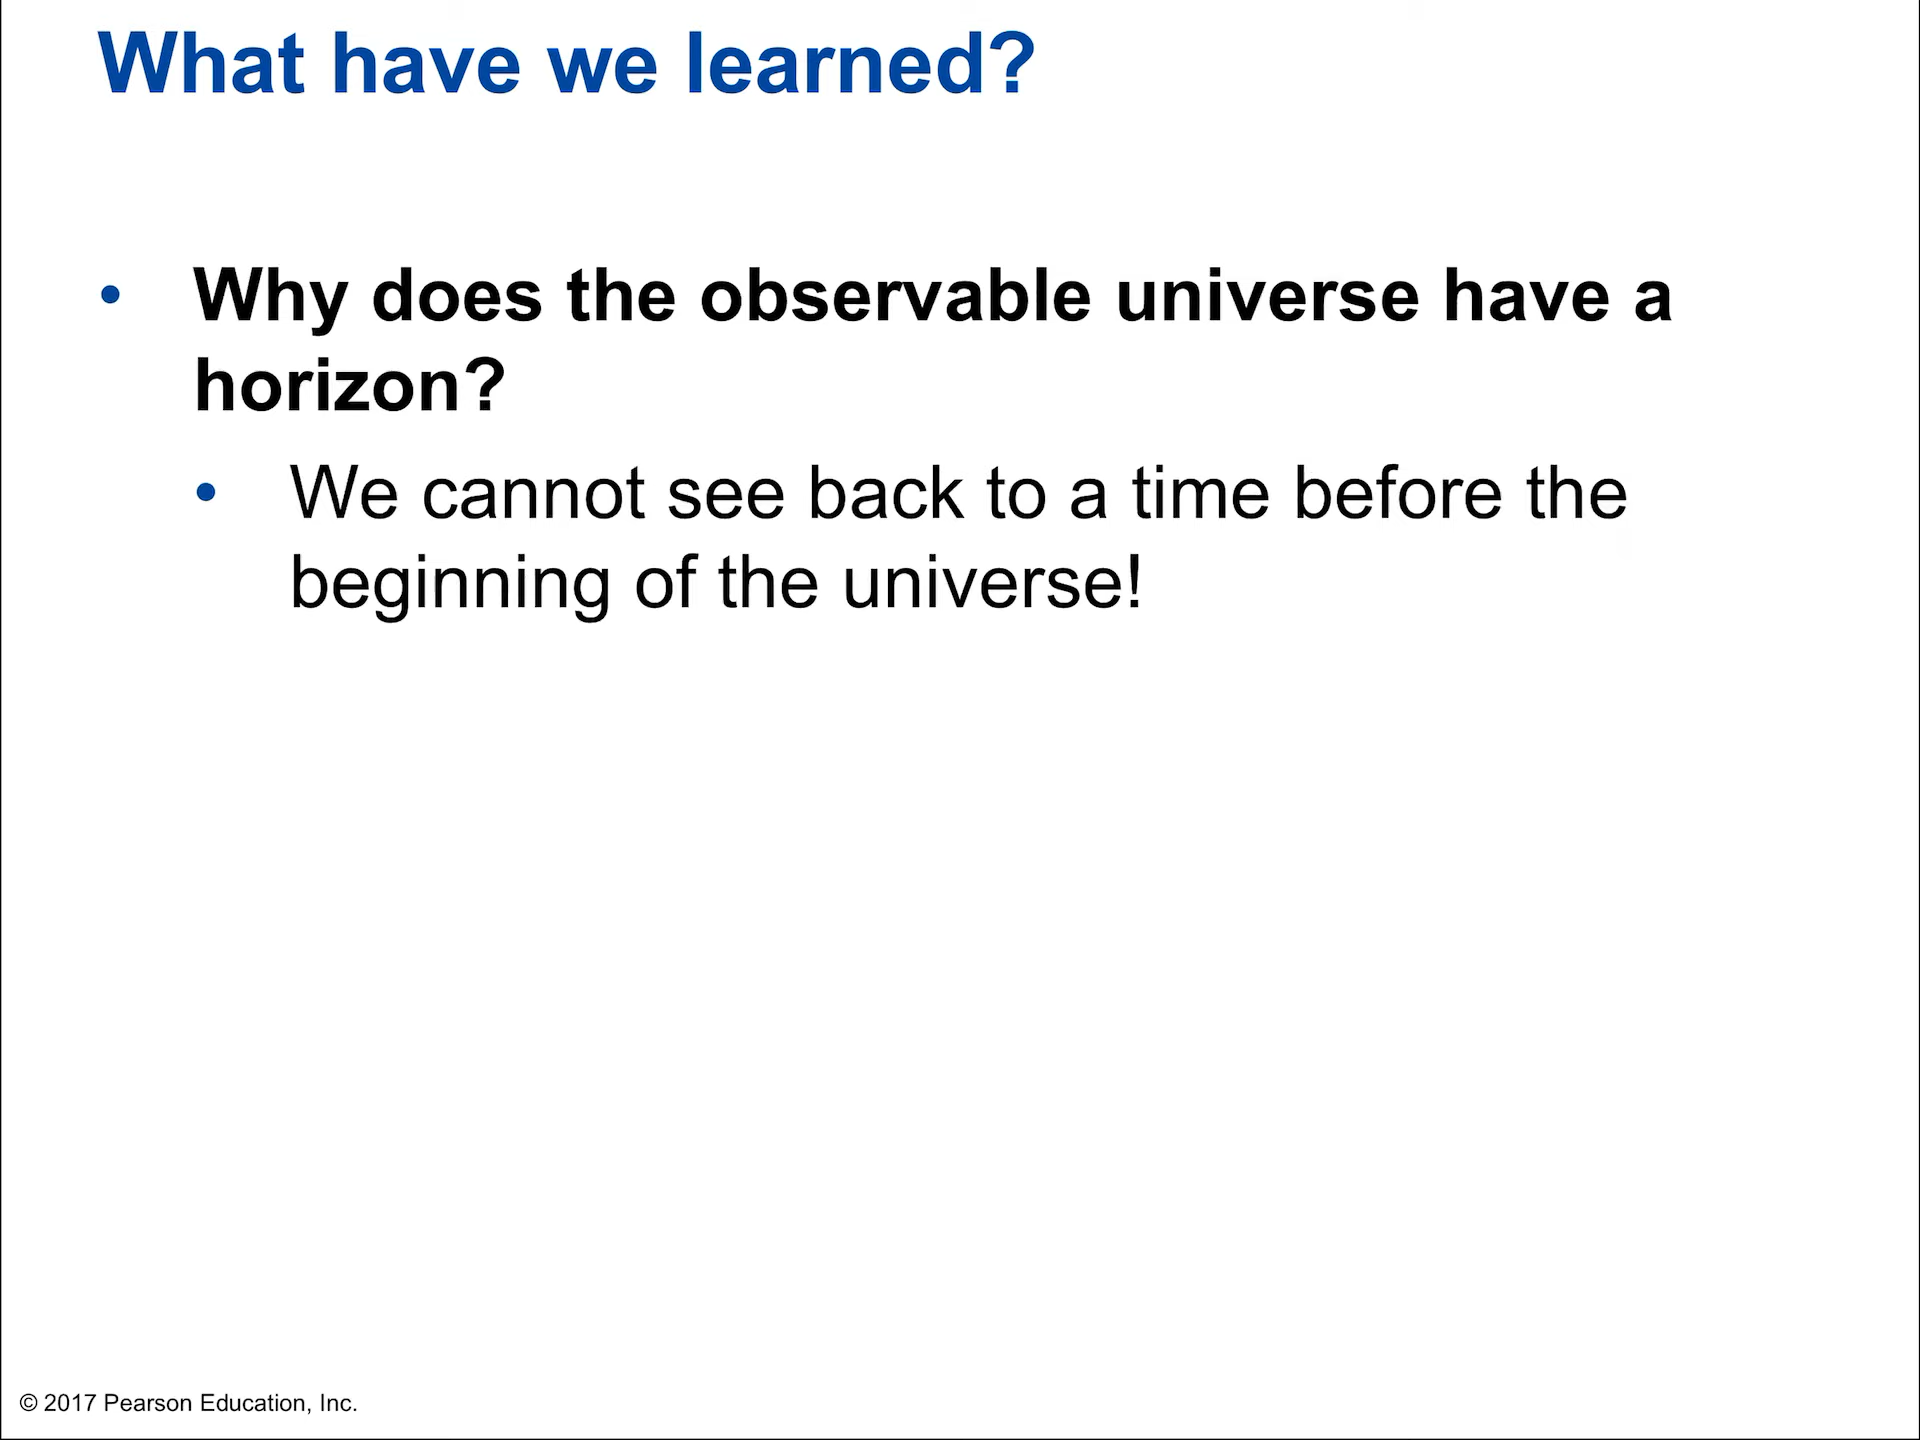 What have we learned?
• Why does the observable universe have a
horizon?
• We cannot see back to a time before the
beginning of the universe!
© 2017 Pearson Education, Inc.